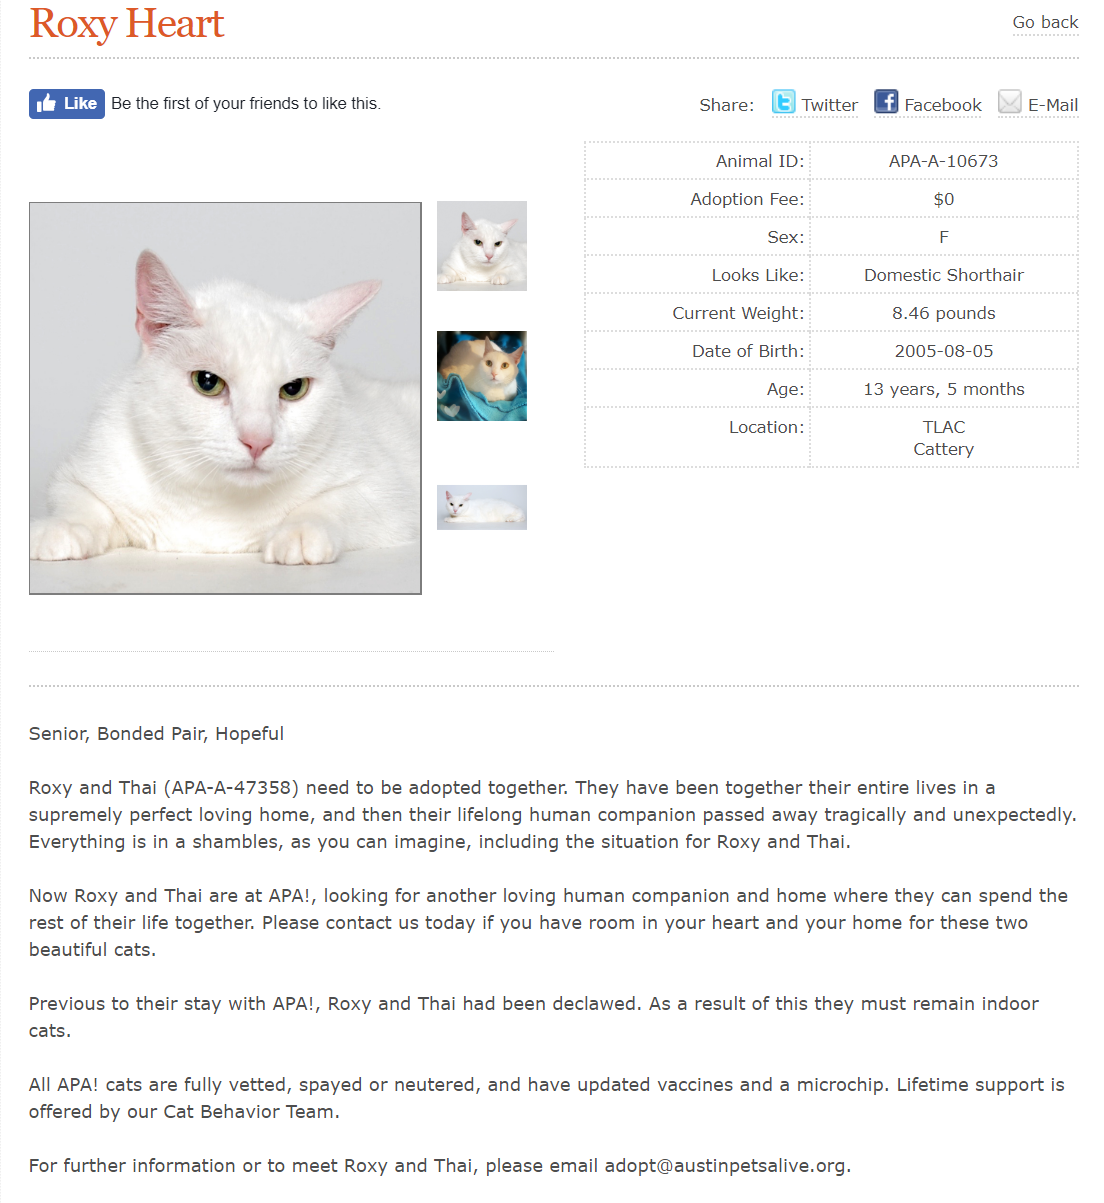 Roxy Heart
Go back
Like Be the first of your friends to like this.
Share: Twitter Facebook E-Mail
Animal ID: APA-A-10673
Adoption Fee: $0
Sex: F
Looks Like: Domestic Shorthair
Current Weight: 8.46 pounds
Date of Birth: 2005-08-05
Age: 13 years, 5 months
Location: TLAC
Cattery
Senior, Bonded Pair, Hopeful
Roxy and Thai (APA-A-47358) need to be adopted together. They have been together their entire lives in a
supremely perfect loving home, and then their lifelong human companion passed away tragically and unexpectedly.
Everything is in a shambles, as you can imagine, including the situation for Roxy and Thai.
Now Roxy and Thai are at APA!, looking for another loving human companion and home where they can spend the
rest of their life together. Please contact us today if you have room in your heart and your home for these two
beautiful cats.
Previous to their stay with APA!, Roxy and Thai had been declawed. As a result of this they must remain indoor
cats.
All APA! cats are fully vetted, spayed or neutered, and have updated vaccines and a microchip. Lifetime support is
offered by our Cat Behavior Team.
For further information or to meet Roxy and Thai, please email adopt@austinpetsalive.org.